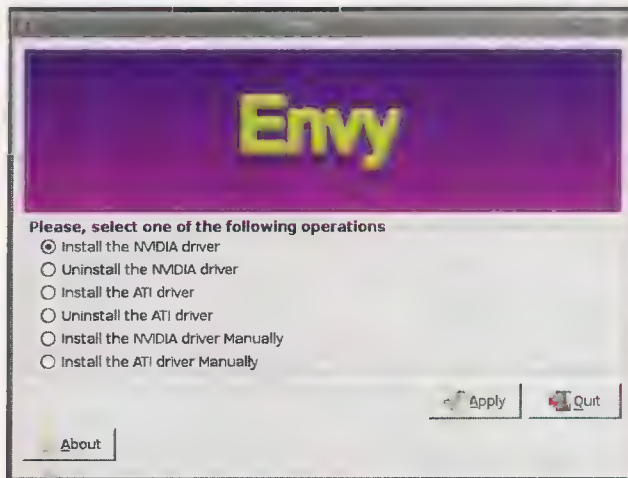 Envy
Please, select one of the following operations
Install the NVIDIA driver
Uninstall the NVIDIA driver
Install the ATI driver
Uninstall the ATI driver
Install the NVIDIA driver Manually
Install the ATI driver Manually
Apply
Quit
About